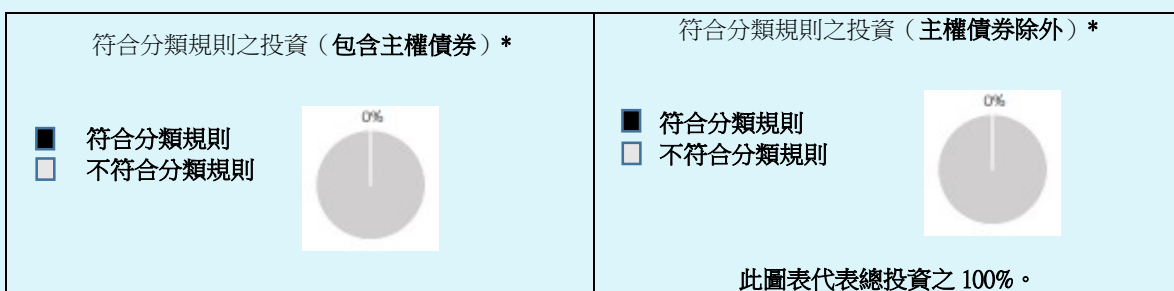 符合分類規則之投資（包含主權債券）*
0%
符合分類規則
不符合分類規則
符合分類規則之投資（主權債券除外）*
0%
符合分類規則
不符合分類規則
此圖表代表總投資之 100%。